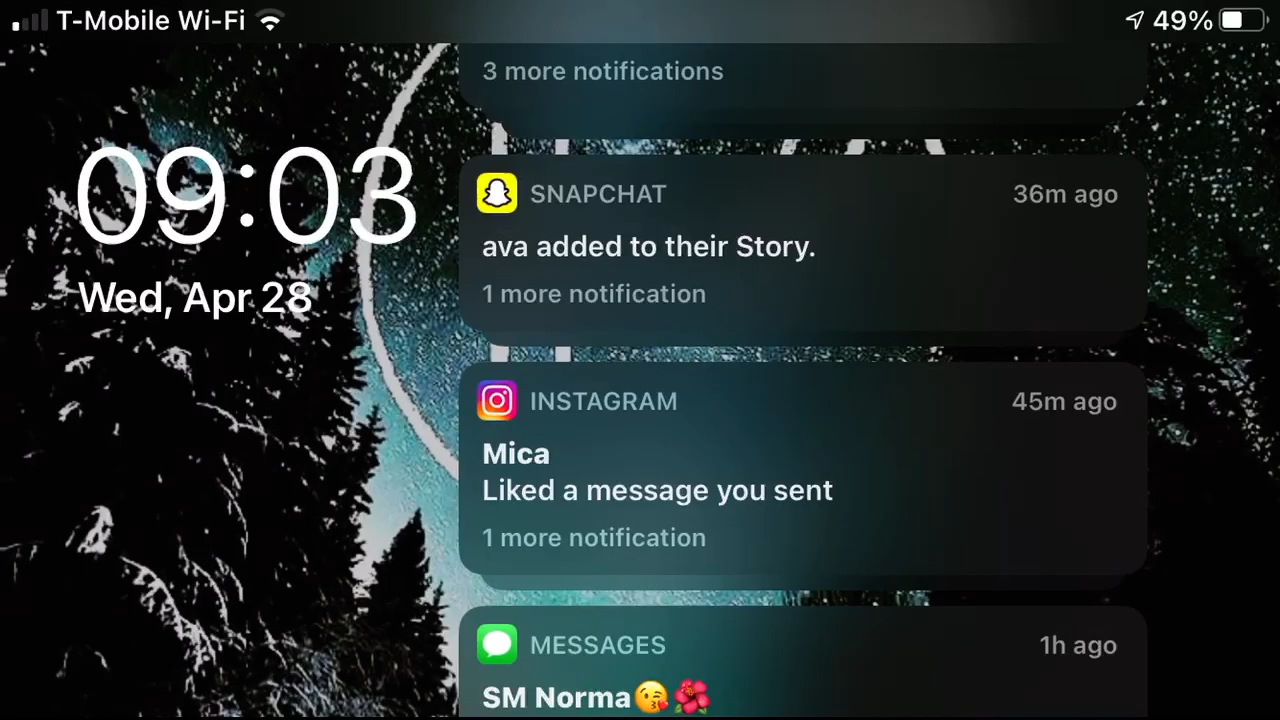 T-Mobile Wi-Fi
49%
09:03
Wed, Apr 28
3 more notifications
SNAPCHAT 36m ago
ava added to their Story.
1 more notification
INSTAGRAM 45m ago
Mica
Liked a message you sent
1 more notification
MESSAGES 1h ago
SM Norma😘🌺